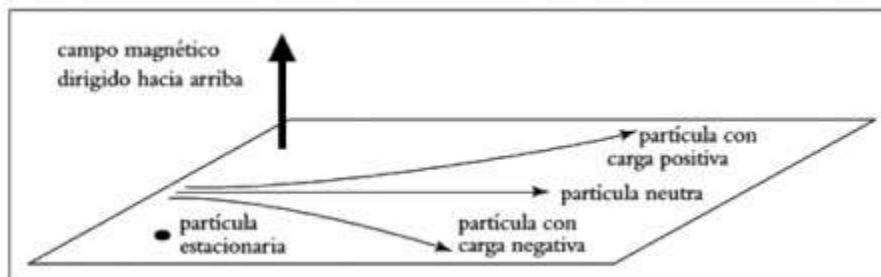 campo magnético
dirigido hacia arriba
partícula con
carga positiva
partícula neutra
partícula
estacionaria
partícula con
carga negativa